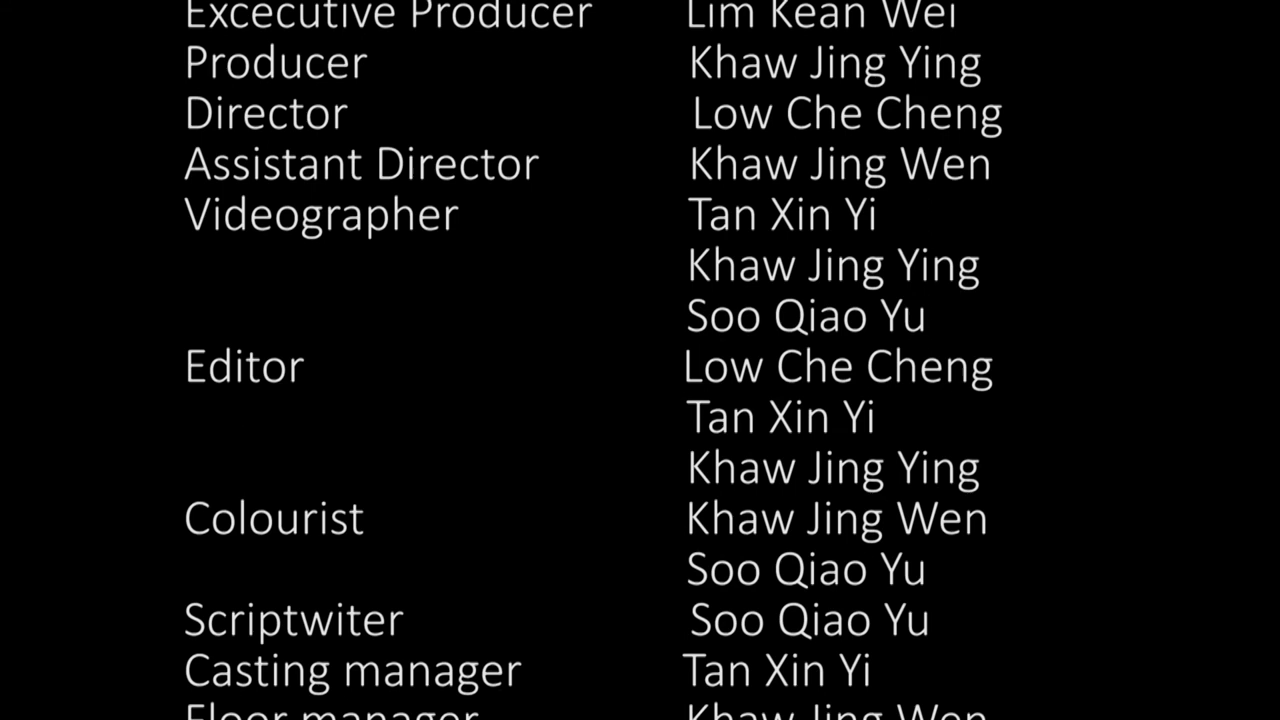 Excecutive Producer Lim Kean Wei
Producer Khaw Jing Ying
Director Low Che Cheng
Assistant Director Khaw Jing Wen
Videographer Tan Xin Yi
Khaw Jing Ying
Soo Qiao Yu
Editor Low Che Cheng
Tan Xin Yi
Khaw Jing Ying
Colourist Khaw Jing Wen
Soo Qiao Yu
Scriptwiter Soo Qiao Yu
Casting manager Tan Xin Yi
Floor manager Khaw Jing Wen